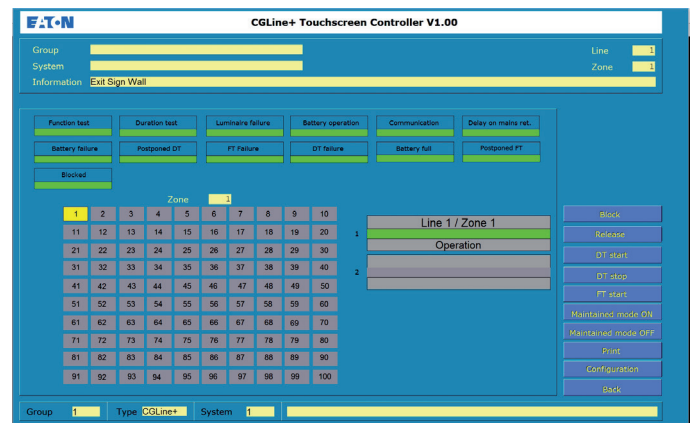 EATON CGLine+ Touchscreen Controller V1.00
Group Line 1
System Zone 1
Information Exit Sign Wall
Function test Duration test Luminaire failure Battery operation Communication Delay on mains ret.
Battery failure Postponed DT FT Failure DT failure Battery full Postponed FT
Blocked
Zone 1
1 2 3 4 5 6 7 8 9 10
11 12 13 14 15 16 17 18 19 20
21 22 23 24 25 26 27 28 29 30
31 32 33 34 35 36 37 38 39 40
41 42 43 44 45 46 47 48 49 50
51 52 53 54 55 56 57 58 59 60
61 62 63 64 65 66 67 68 69 70
71 72 73 74 75 76 77 78 79 80
81 82 83 84 85 86 87 88 89 90
91 92 93 94 95 96 97 98 99 100
Line 1 / Zone 1
1
Operation
2
Block
Release
DT start
DT stop
FT start
Maintained mode ON
Maintained mode OFF
Print
Configuration
Back
Group 1 Type CGLine+ System 1